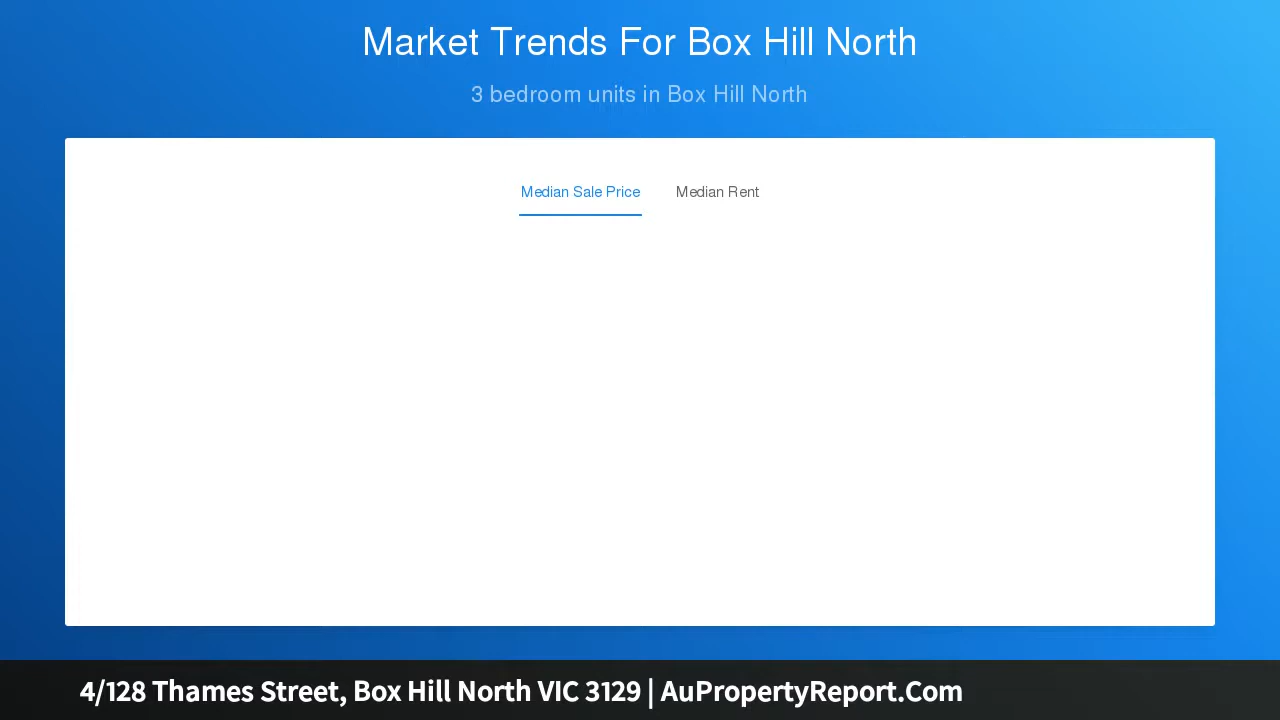 Market Trends For Box Hill North
3 bedroom units in Box Hill North
Median Sale Price Median Rent
4/128 Thames Street, Box Hill North VIC 3129 | AuPropertyReport.Com